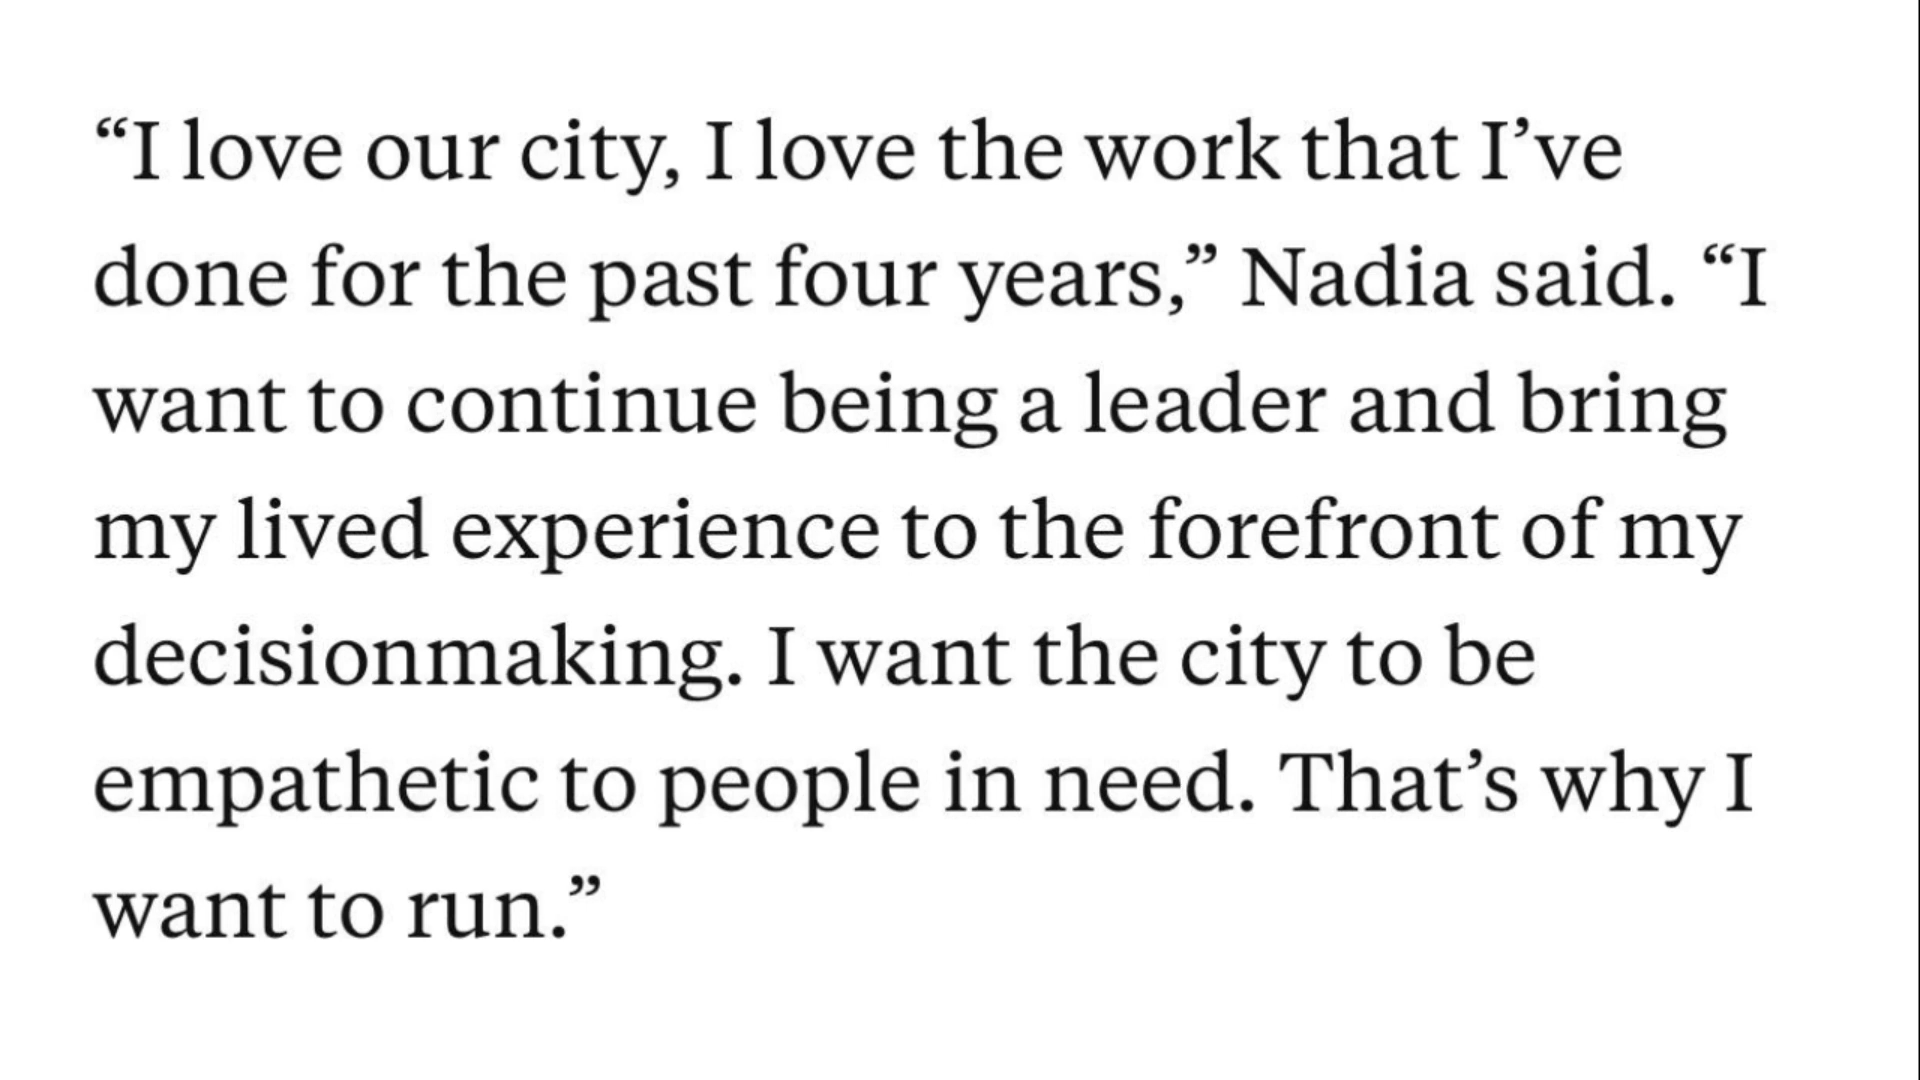 “I love our city, I love the work that I’ve
done for the past four years,” Nadia said. “I
want to continue being a leader and bring
my lived experience to the forefront of my
decisionmaking. I want the city to be
empathetic to people in need. That’s why I
want to run.”